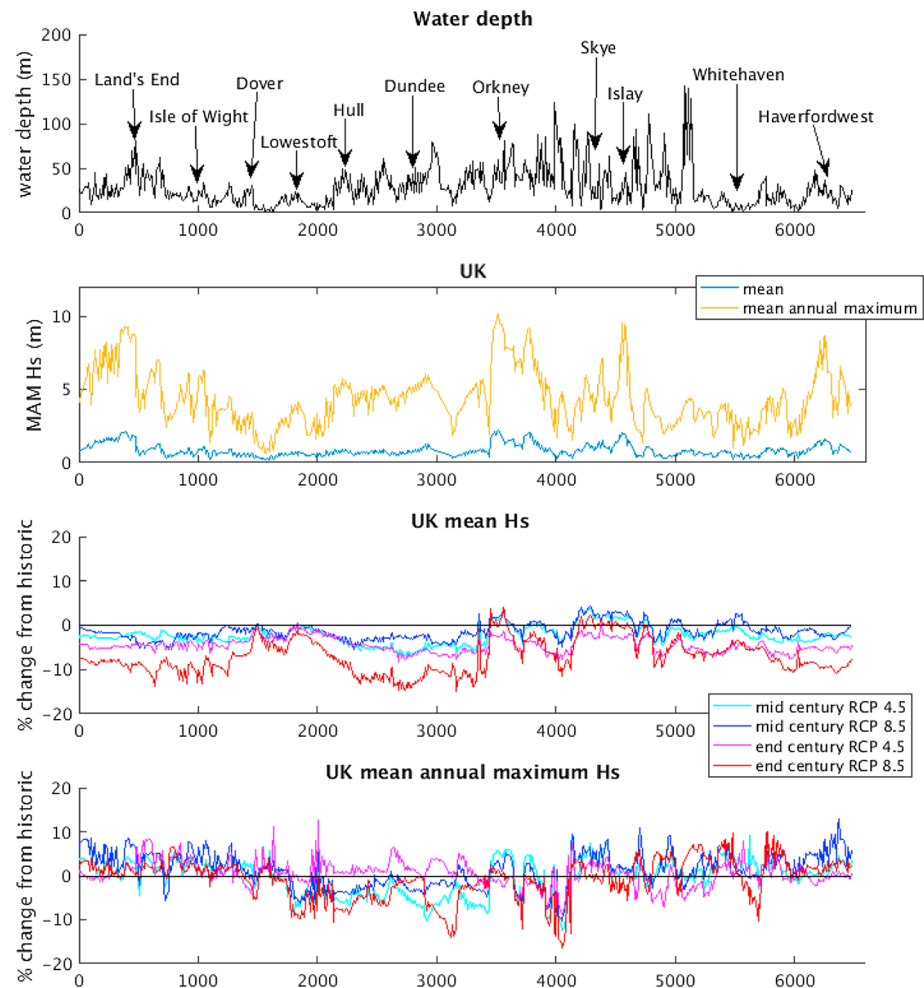 Water depth
water depth (m)
200
150
100
50
0
Land's End
Isle of Wight
Dover
Lowestoft
Hull
Dundee
Orkney
Skye
Islay
Whitehaven
Haverfordwest
0 1000 2000 3000 4000 5000 6000
UK
MAM Hs (m)
10
5
0
mean
mean annual maximum
0 1000 2000 3000 4000 5000 6000
UK mean Hs
% change from historic
20
10
0
-10
-20
0 1000 2000 3000 4000 5000 6000
mid century RCP 4.5
mid century RCP 8.5
end century RCP 4.5
end century RCP 8.5
UK mean annual maximum Hs
% change from historic
20
10
0
-10
-20
0 1000 2000 3000 4000 5000 6000